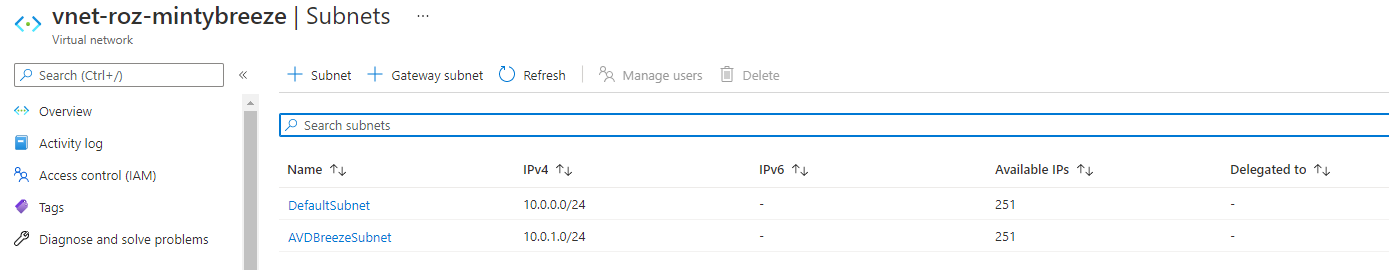 vnet-roz-mintybreeze | Subnets ...
Virtual network
Search (Ctrl+/) «
+ Subnet + Gateway subnet Refresh Manage users Delete
Overview
Search subnets
Activity log
Name ↑↓ IPv4 ↑↓ IPv6 ↑↓ Available IPs ↑↓ Delegated to ↑↓
Access control (IAM)
DefaultSubnet 10.0.0.0/24 - 251 -
Tags
AVDBreezeSubnet 10.0.1.0/24 - 251 -
Diagnose and solve problems